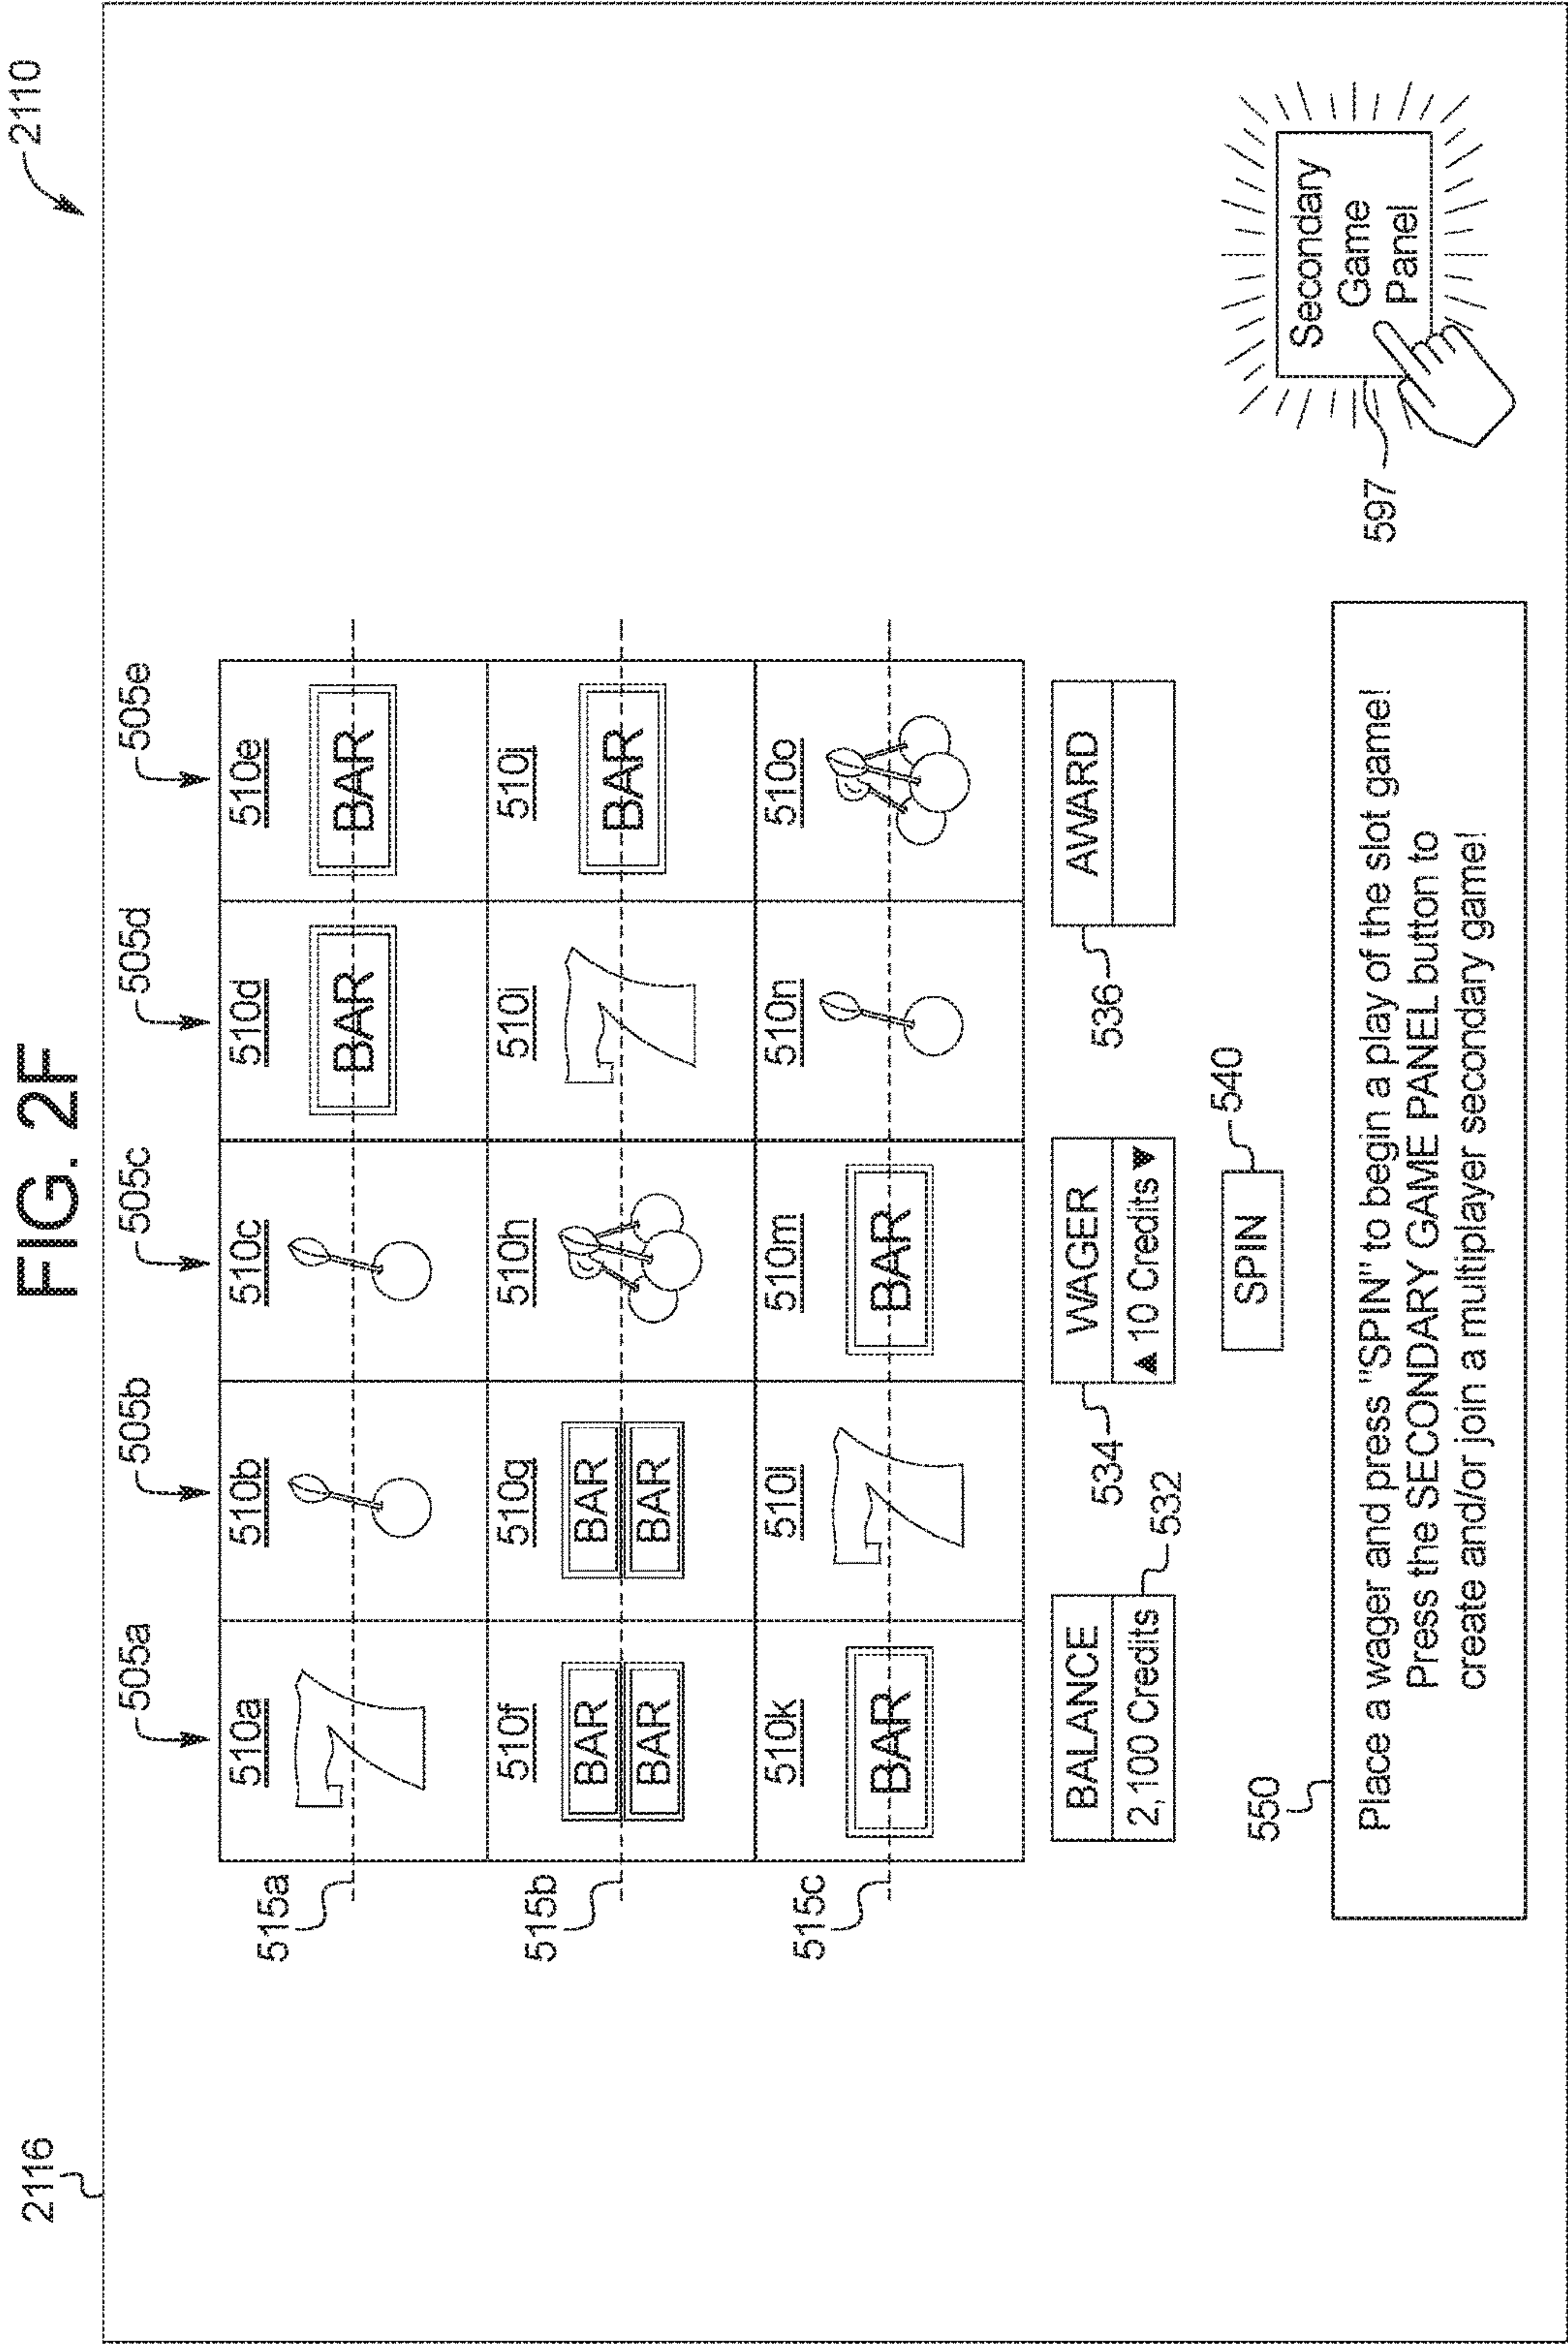 FIG. 2F
2116
2110
505a 505b 505c 505d 505e
510a 510b 510c 510d 510e
BAR BAR
515a
510f 510g 510h 510i 510j
BAR BAR BAR
BAR BAR
515b
510k 510l 510m 510n 510o
BAR BAR
515c
BALANCE WAGER AWARD
2,100 Credits ▲ 10 Credits ▼
532 534 536
SPIN 540
550
Place a wager and press "SPIN" to begin a play of the slot game!
Press the SECONDARY GAME PANEL button to
create and/or join a multiplayer secondary game!
Secondary
Game
Panel
597